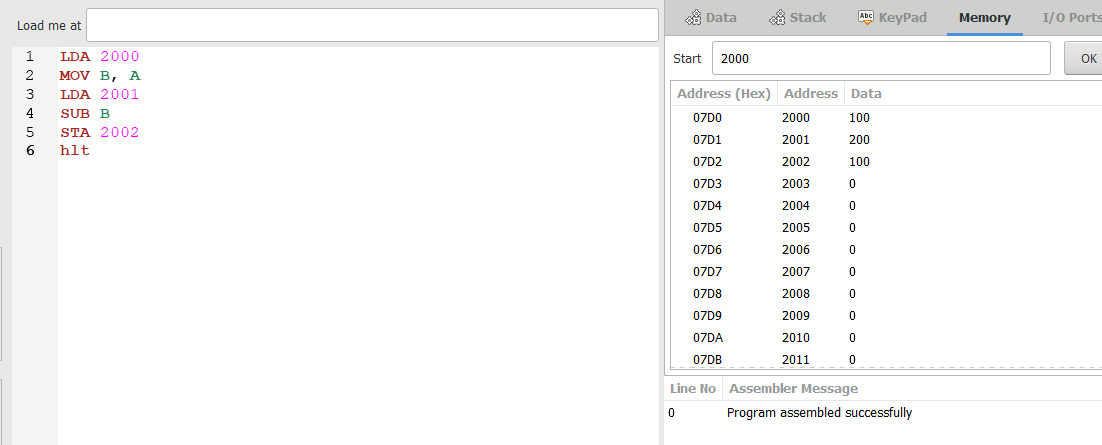 Load me at
1 LDA 2000
2 MOV B, A
3 LDA 2001
4 SUB B
5 STA 2002
6 hlt
Data Stack Abc KeyPad Memory I/O Ports
Start 2000 OK
Address (Hex) Address Data
07D0 2000 100
07D1 2001 200
07D2 2002 100
07D3 2003 0
07D4 2004 0
07D5 2005 0
07D6 2006 0
07D7 2007 0
07D8 2008 0
07D9 2009 0
07DA 2010 0
07DB 2011 0
Line No Assembler Message
0 Program assembled successfully